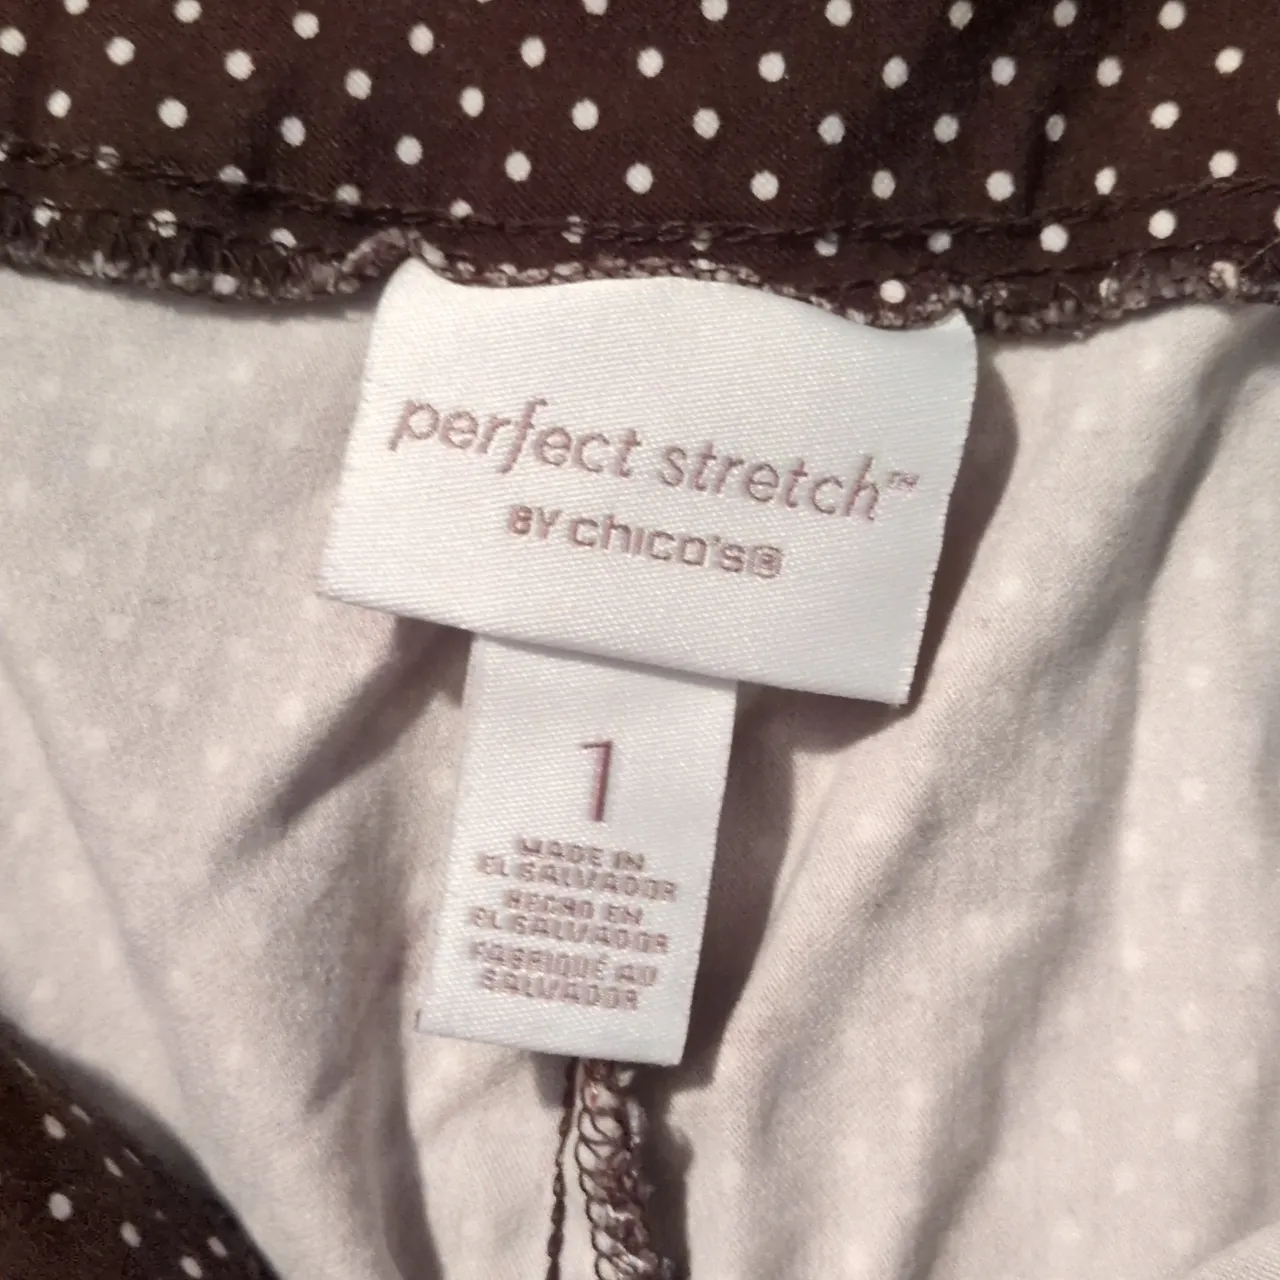 perfect stretch™
BY chico's®
1
MADE IN
EL SALVADOR
HECHO EN
EL SALVADOR
FABRIQUÉ AU
SALVADOR